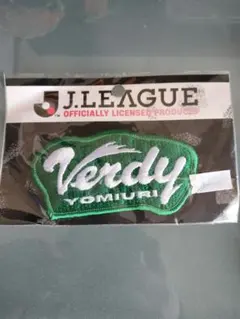 J.LEAGUE
OFFICIALLY LICENSED PRODUCT
Verdy
YOMIURI